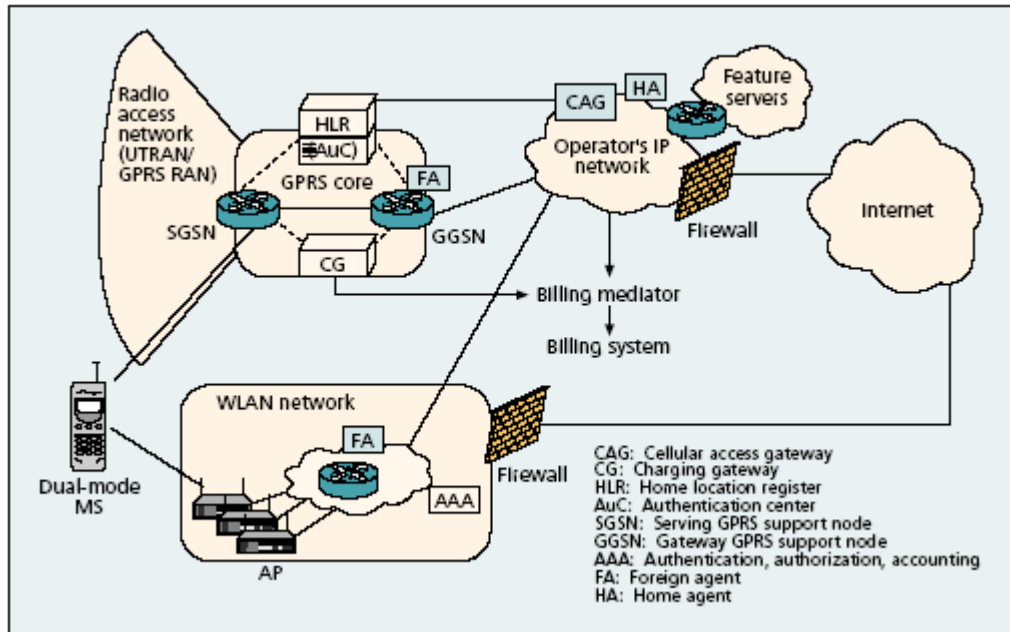 Radio
access
network
(UTRAN/
GPRS RAN)
HLR
(AuC)
GPRS core
FA
SGSN
GGSN
CG
CAG
HA
Feature
servers
Operator's IP
network
Firewall
Internet
Billing mediator
Billing system
WLAN network
FA
AAA
Firewall
Dual-mode
MS
AP
CAG: Cellular access gateway
CG: Charging gateway
HLR: Home location register
AuC: Authentication center
SGSN: Serving GPRS support node
GGSN: Gateway GPRS support node
AAA: Authentication, authorization, accounting
FA: Foreign agent
HA: Home agent